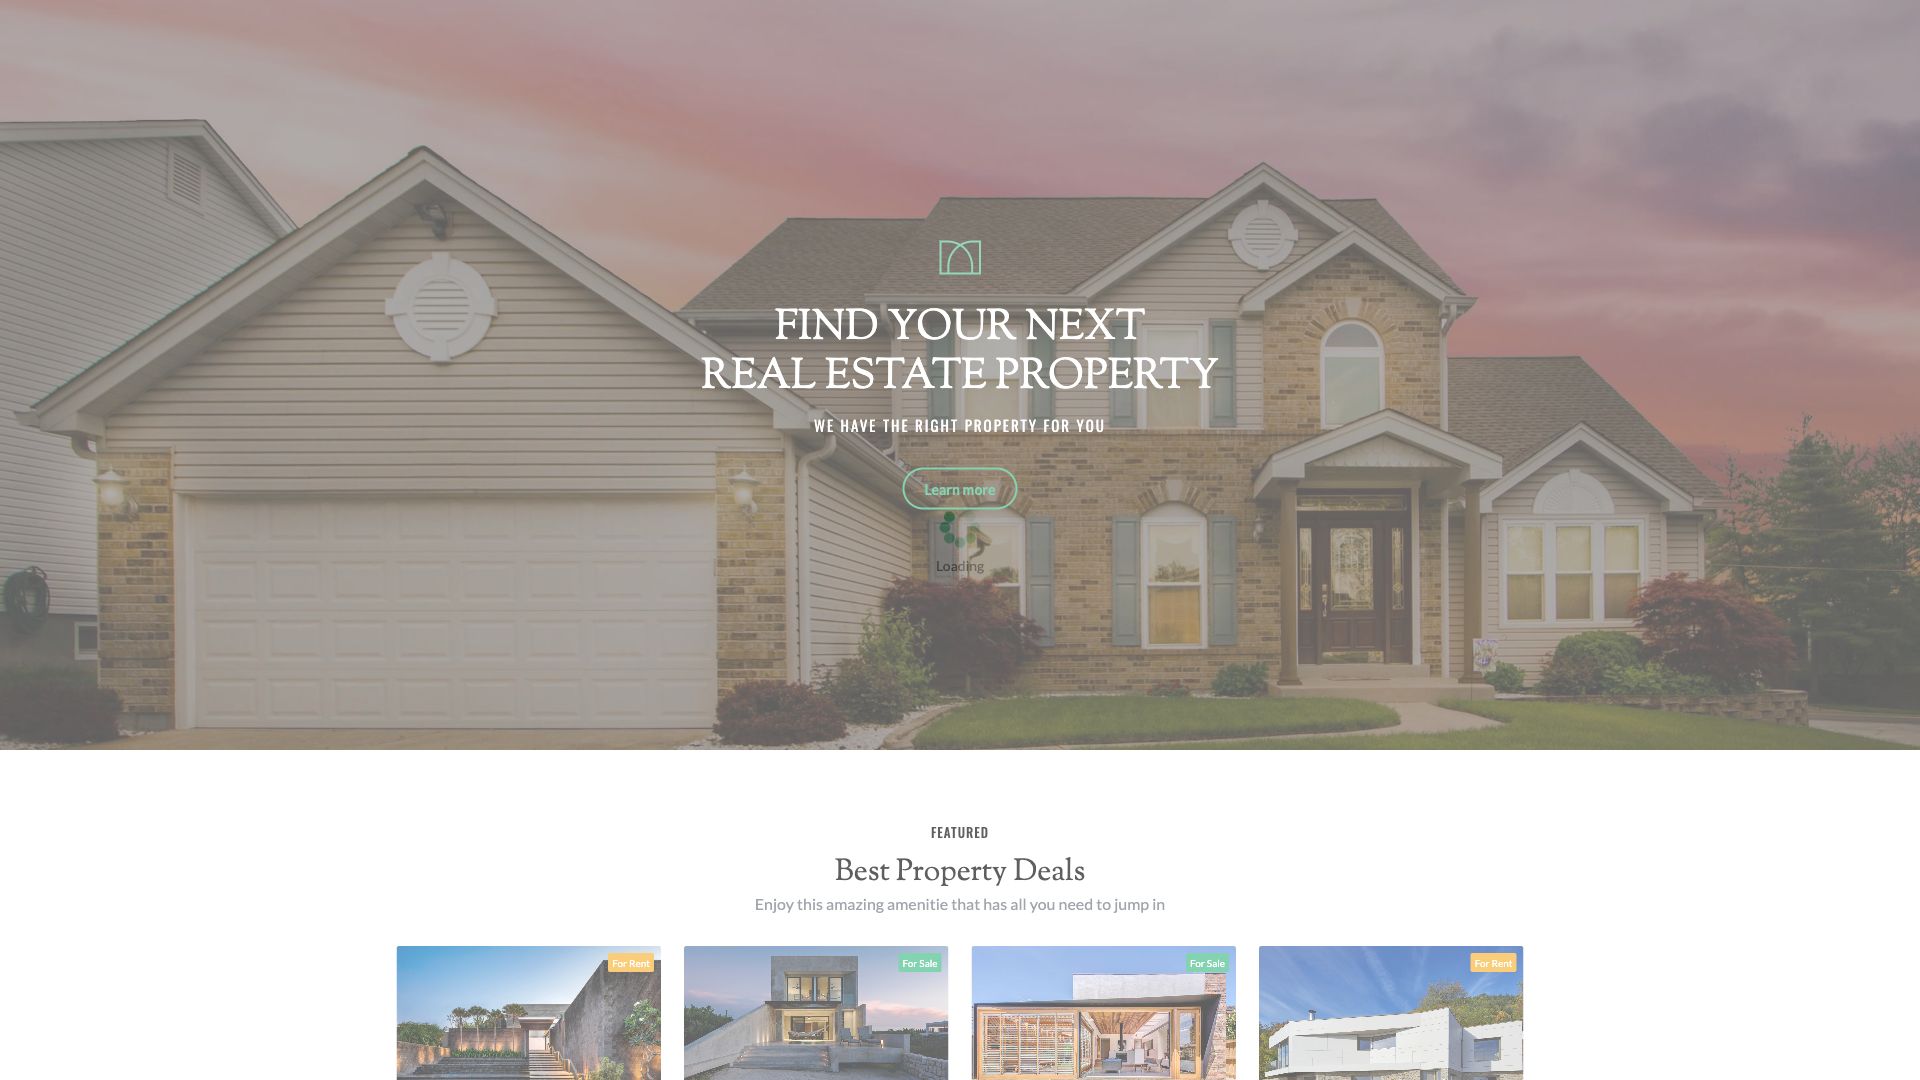 FIND YOUR NEXT
REAL ESTATE PROPERTY
WE HAVE THE RIGHT PROPERTY FOR YOU
Learn more
Loading
FEATURED
Best Property Deals
Enjoy this amazing amenitie that has all you need to jump in
For Rent
For Sale
For Sale
For Rent